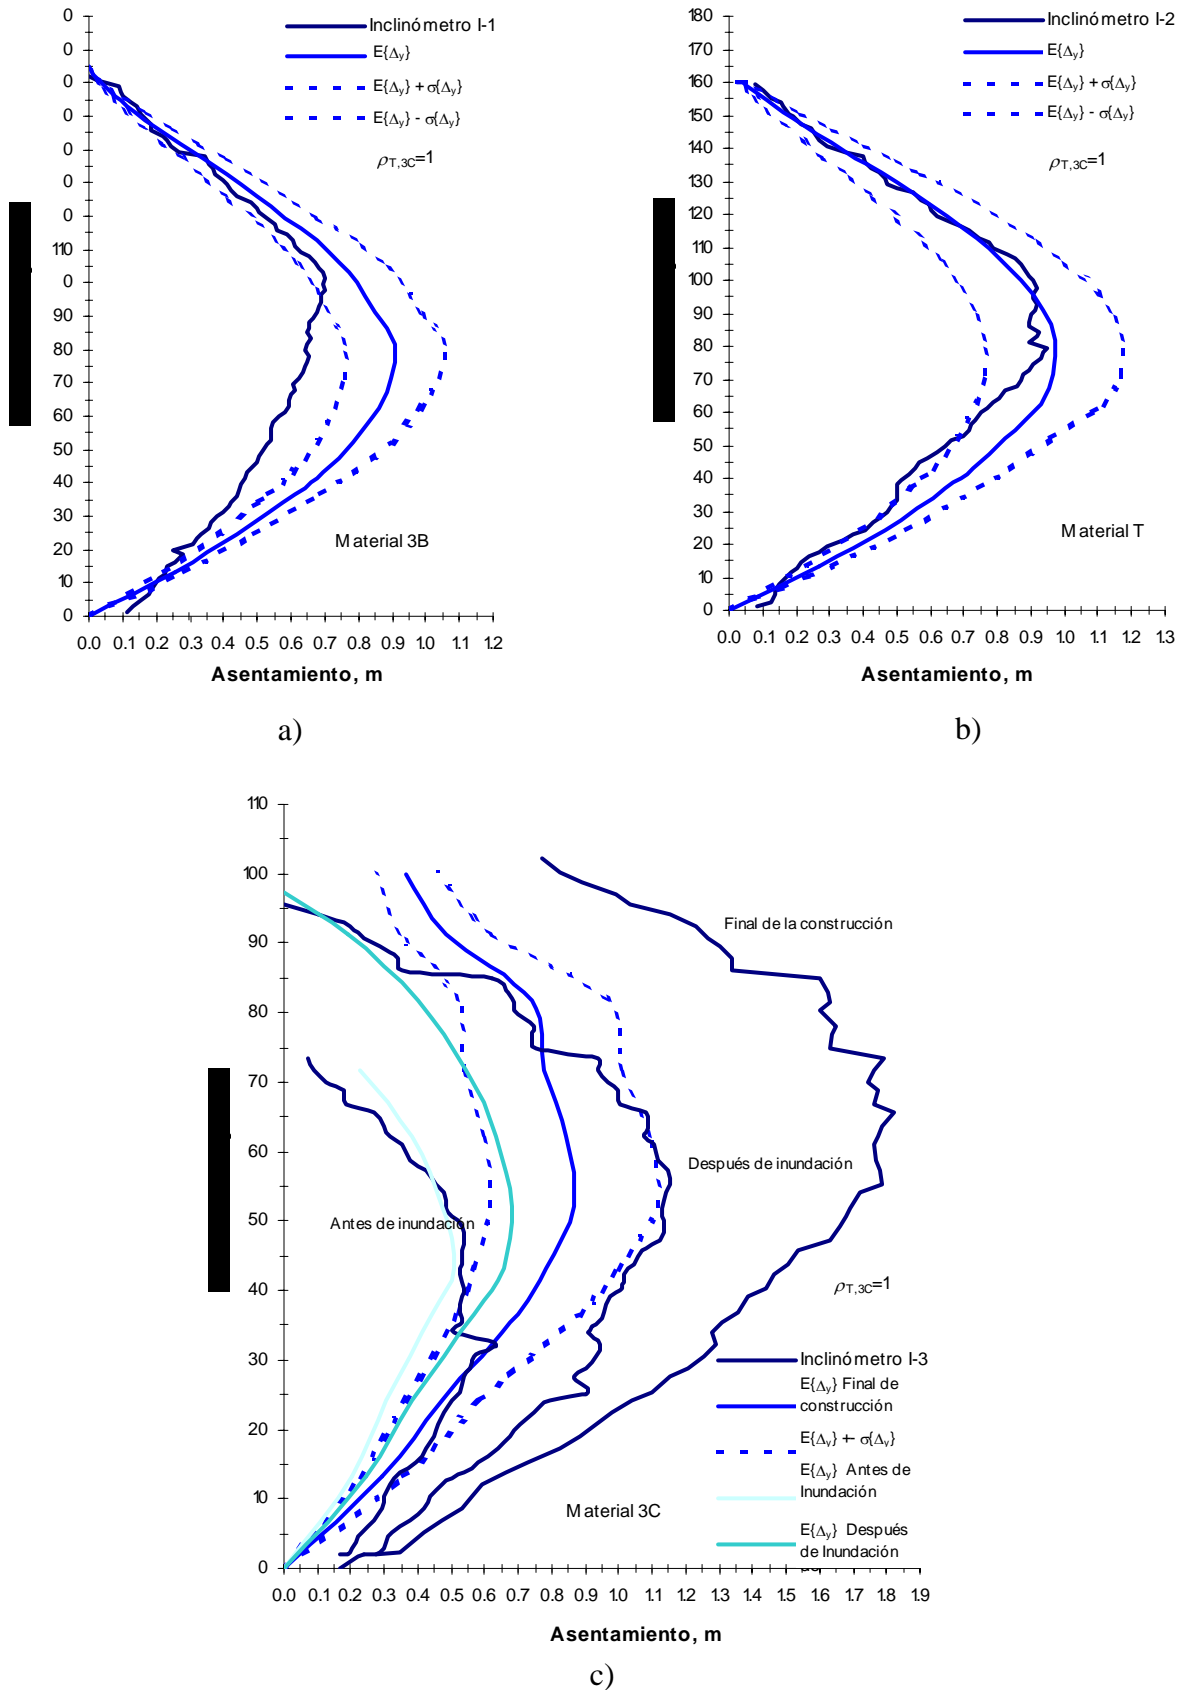 0
0
0
0
0
0
0
110
0
90
80
70
60
50
40
30
20
10
0
0.0 0.1 0.2 0.3 0.4 0.5 0.6 0.7 0.8 0.9 1.0 1.1 1.2
Inclinómetro I-1
E{Δy}
E{Δy} + σ{Δy}
E{Δy} - σ{Δy}
ρT,3C=1
Material 3B
Asentamiento, m
a)
180
170
160
150
140
130
120
110
100
90
80
70
60
50
40
30
20
10
0
0.0 0.1 0.2 0.3 0.4 0.5 0.6 0.7 0.8 0.9 1.0 1.1 1.2 1.3
Inclinómetro I-2
E{Δy}
E{Δy} + σ{Δy}
E{Δy} - σ{Δy}
ρT,3C=1
Material T
Asentamiento, m
b)
110
100
90
80
70
60
50
40
30
20
10
0
0.0 0.1 0.2 0.3 0.4 0.5 0.6 0.7 0.8 0.9 1.0 1.1 1.2 1.3 1.4 1.5 1.6 1.7 1.8 1.9
Final de la construcción
Después de inundación
Antes de inundación
ρT,3C=1
Inclinómetro I-3
E{Δy} Final de
construcción
E{Δy} +- σ{Δy}
E{Δy} Antes de
Inundación
E{Δy} Después
de Inundación
Material 3C
Asentamiento, m
c)